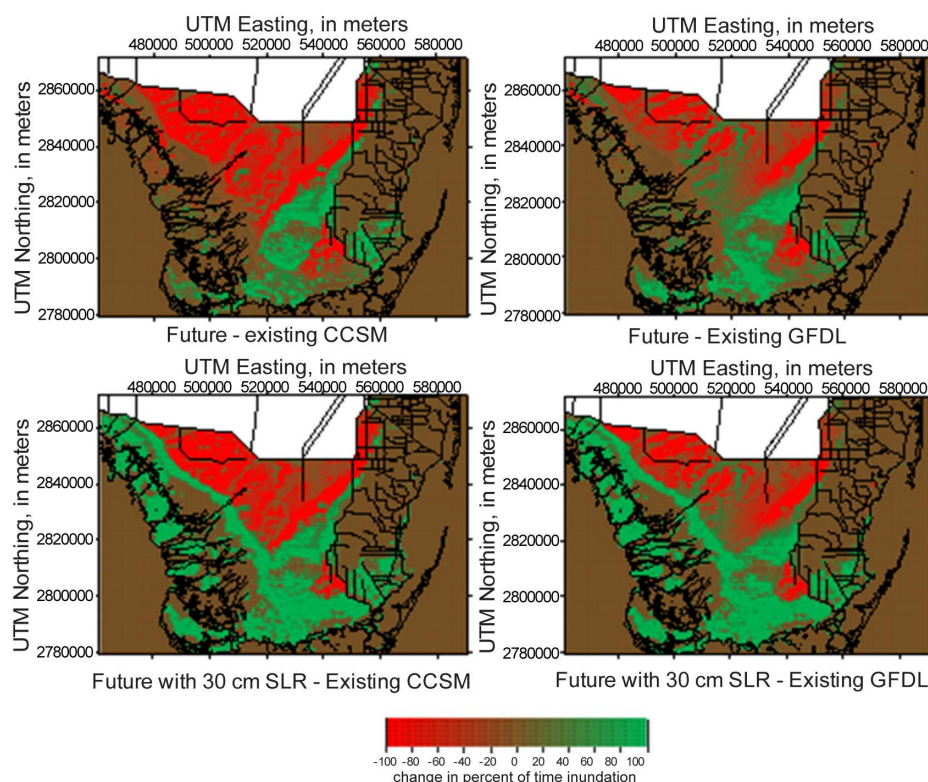 UTM Easting, in meters
480000 500000 520000 540000 560000 580000
UTM Northing, in meters
2860000
2840000
2820000
2800000
2780000
Future - existing CCSM
UTM Easting, in meters
480000 500000 520000 540000 560000 580000
UTM Northing, in meters
2860000
2840000
2820000
2800000
2780000
Future - Existing GFDL
UTM Easting, in meters
480000 500000 520000 540000 560000 580000
UTM Northing, in meters
2860000
2840000
2820000
2800000
2780000
Future with 30 cm SLR - Existing CCSM
UTM Easting, in meters
480000 500000 520000 540000 560000 580000
UTM Northing, in meters
2860000
2840000
2820000
2800000
2780000
Future with 30 cm SLR - Existing GFDL
-100 -80 -60 -40 -20 0 20 40 60 80 100
change in percent of time inundation